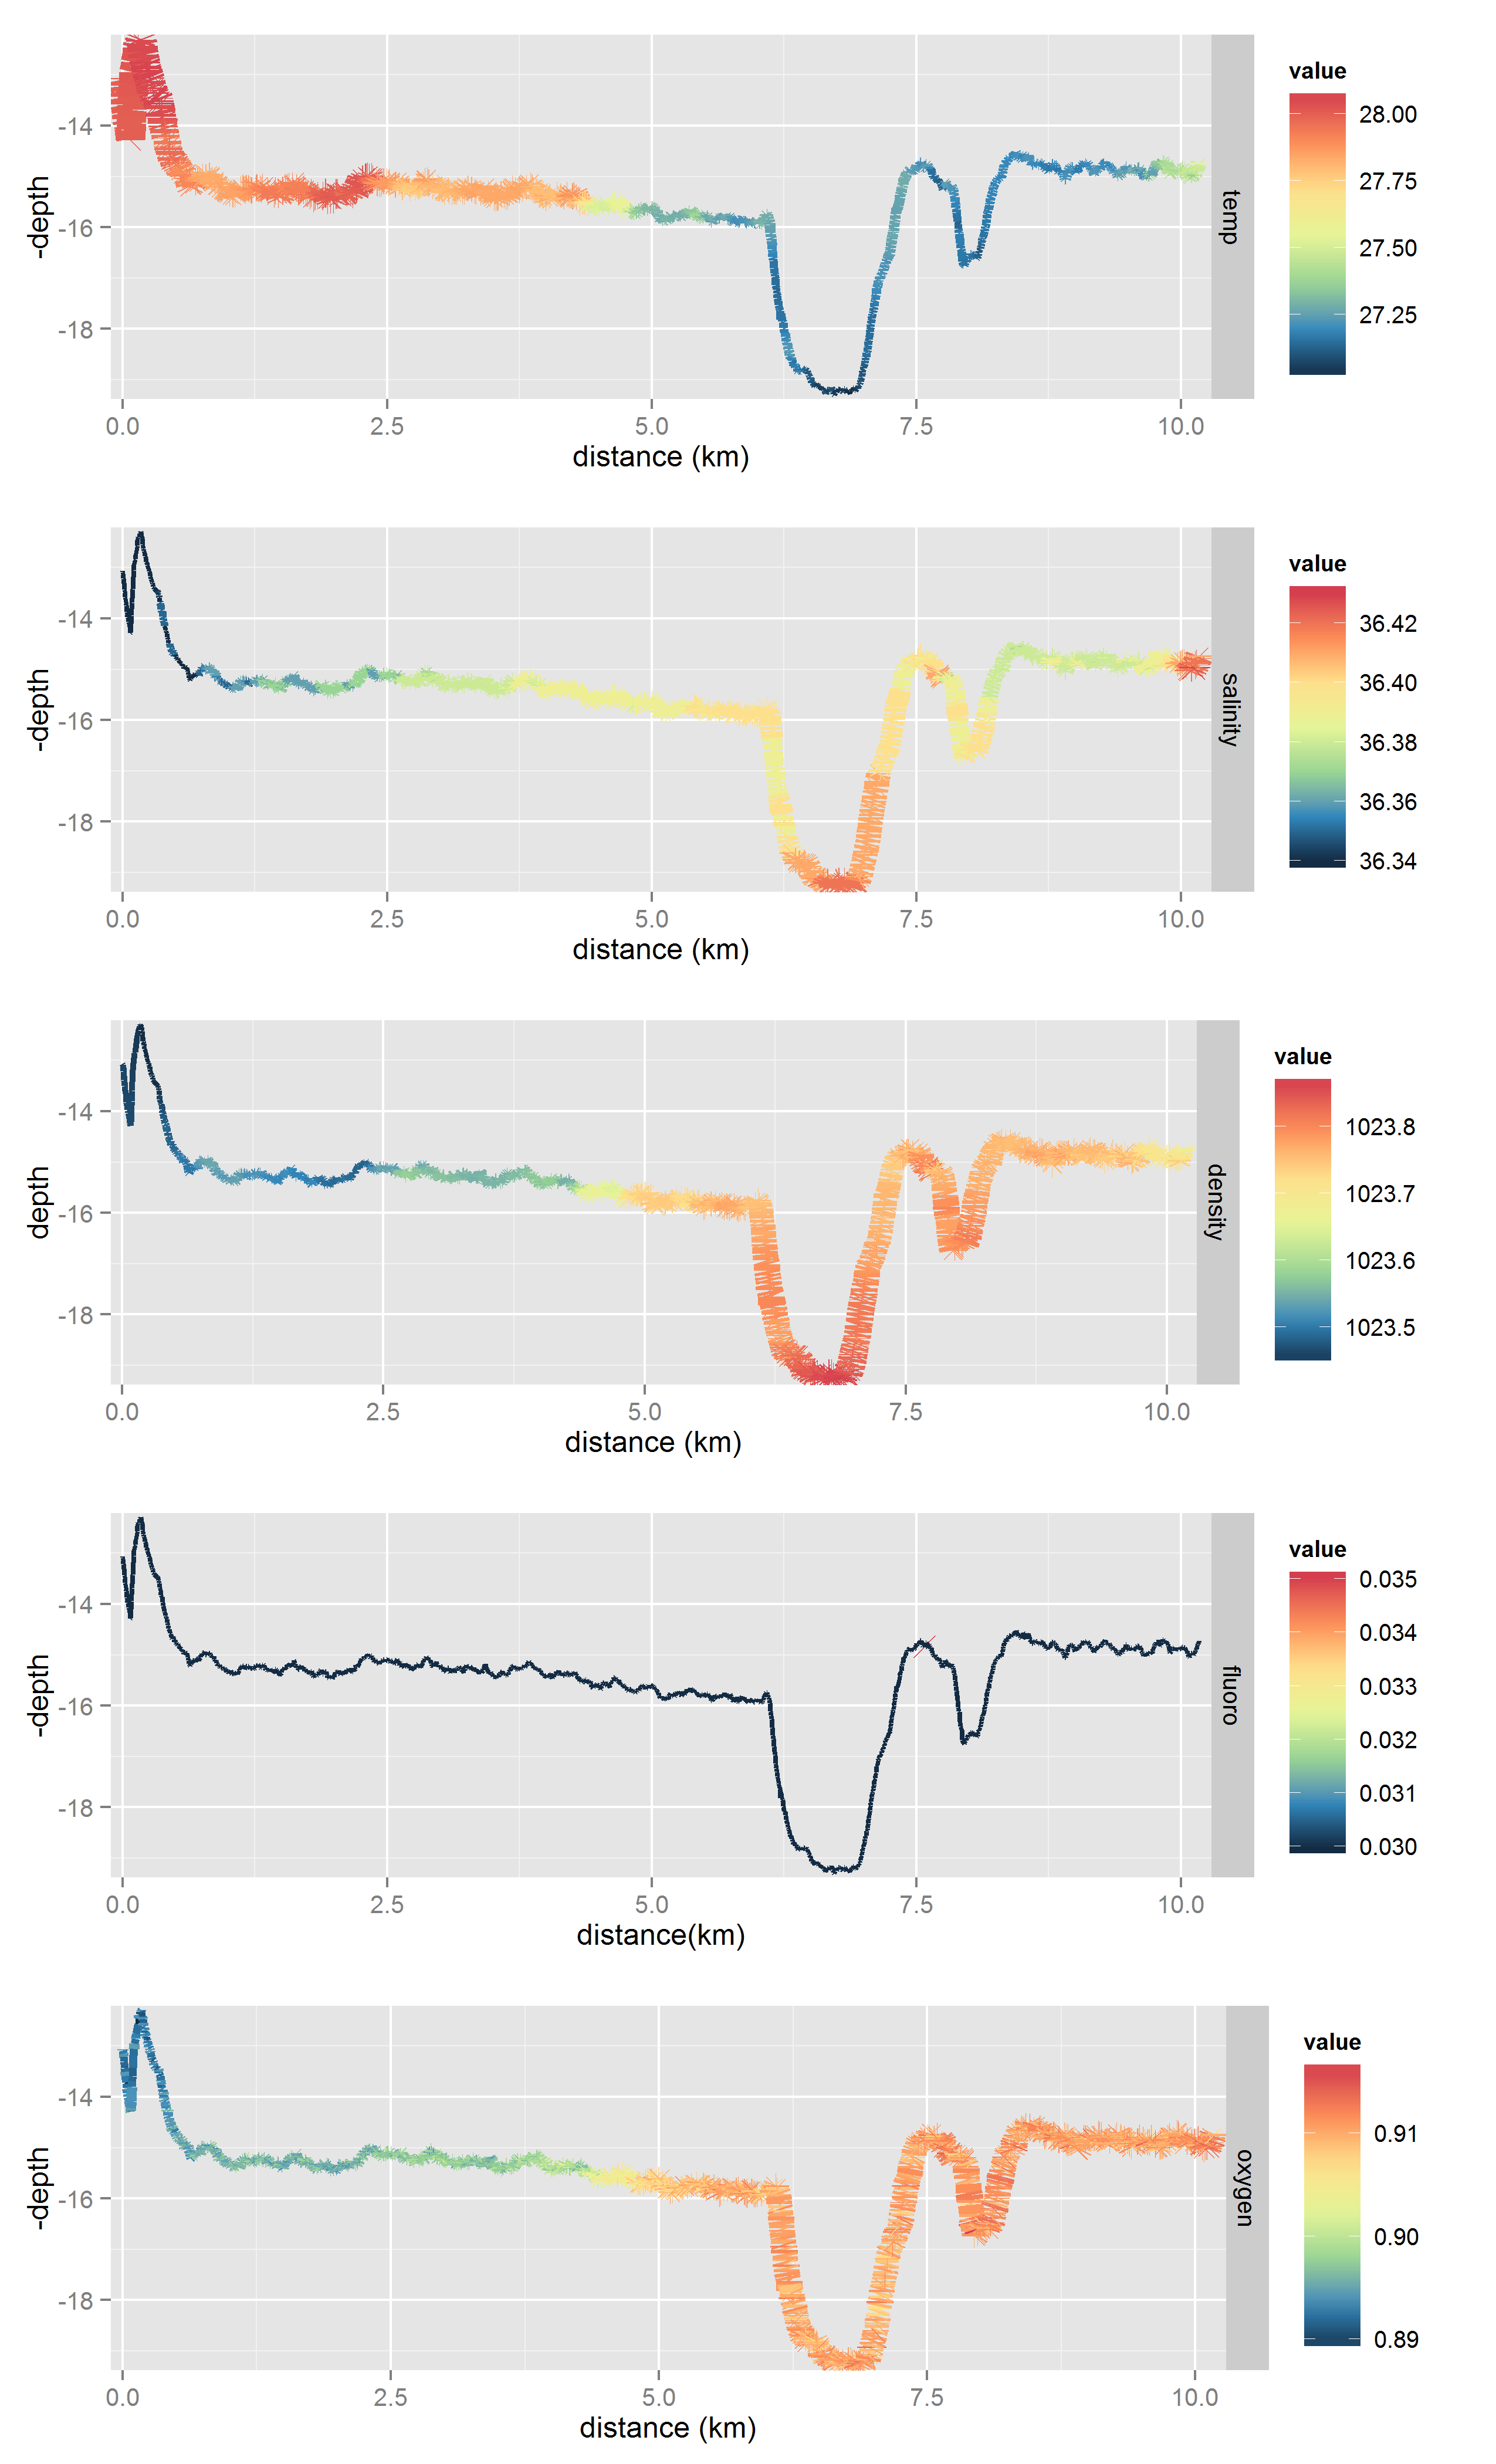 value
28.00
27.75
27.50
27.25
-14
-16
-18
-depth
temp
0.0 2.5 5.0 7.5 10.0
distance (km)
value
36.42
36.40
36.38
36.36
36.34
-14
-16
-18
-depth
salinity
0.0 2.5 5.0 7.5 10.0
distance (km)
value
1023.8
1023.7
1023.6
1023.5
-14
-16
-18
depth
density
0.0 2.5 5.0 7.5 10.0
distance (km)
value
0.035
0.034
0.033
0.032
0.031
0.030
-14
-16
-18
-depth
fluoro
0.0 2.5 5.0 7.5 10.0
distance(km)
value
0.91
0.90
0.89
-14
-16
-18
-depth
oxygen
0.0 2.5 5.0 7.5 10.0
distance (km)